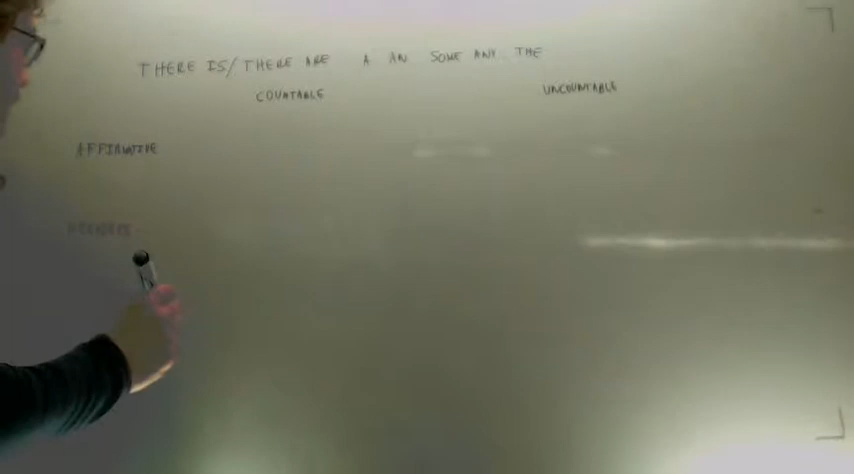 THERE IS/THERE ARE A AN SOME ANY THE
COUNTABLE UNCOUNTABLE
AFFIRMATIVE